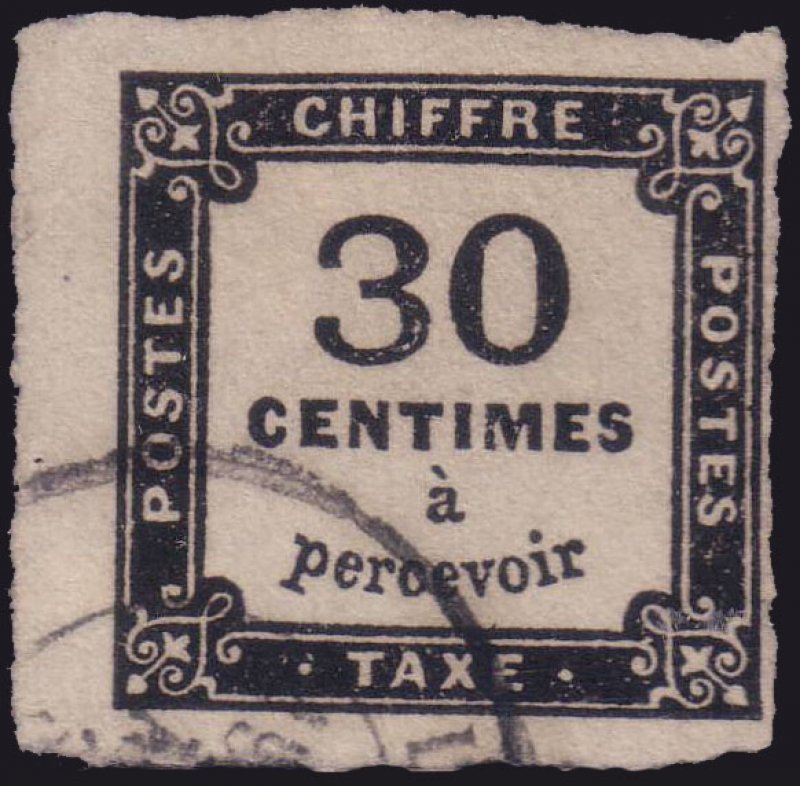 CHIFFRE
POSTES
30
CENTIMES
à
percevoir
POSTES
· TAXE ·